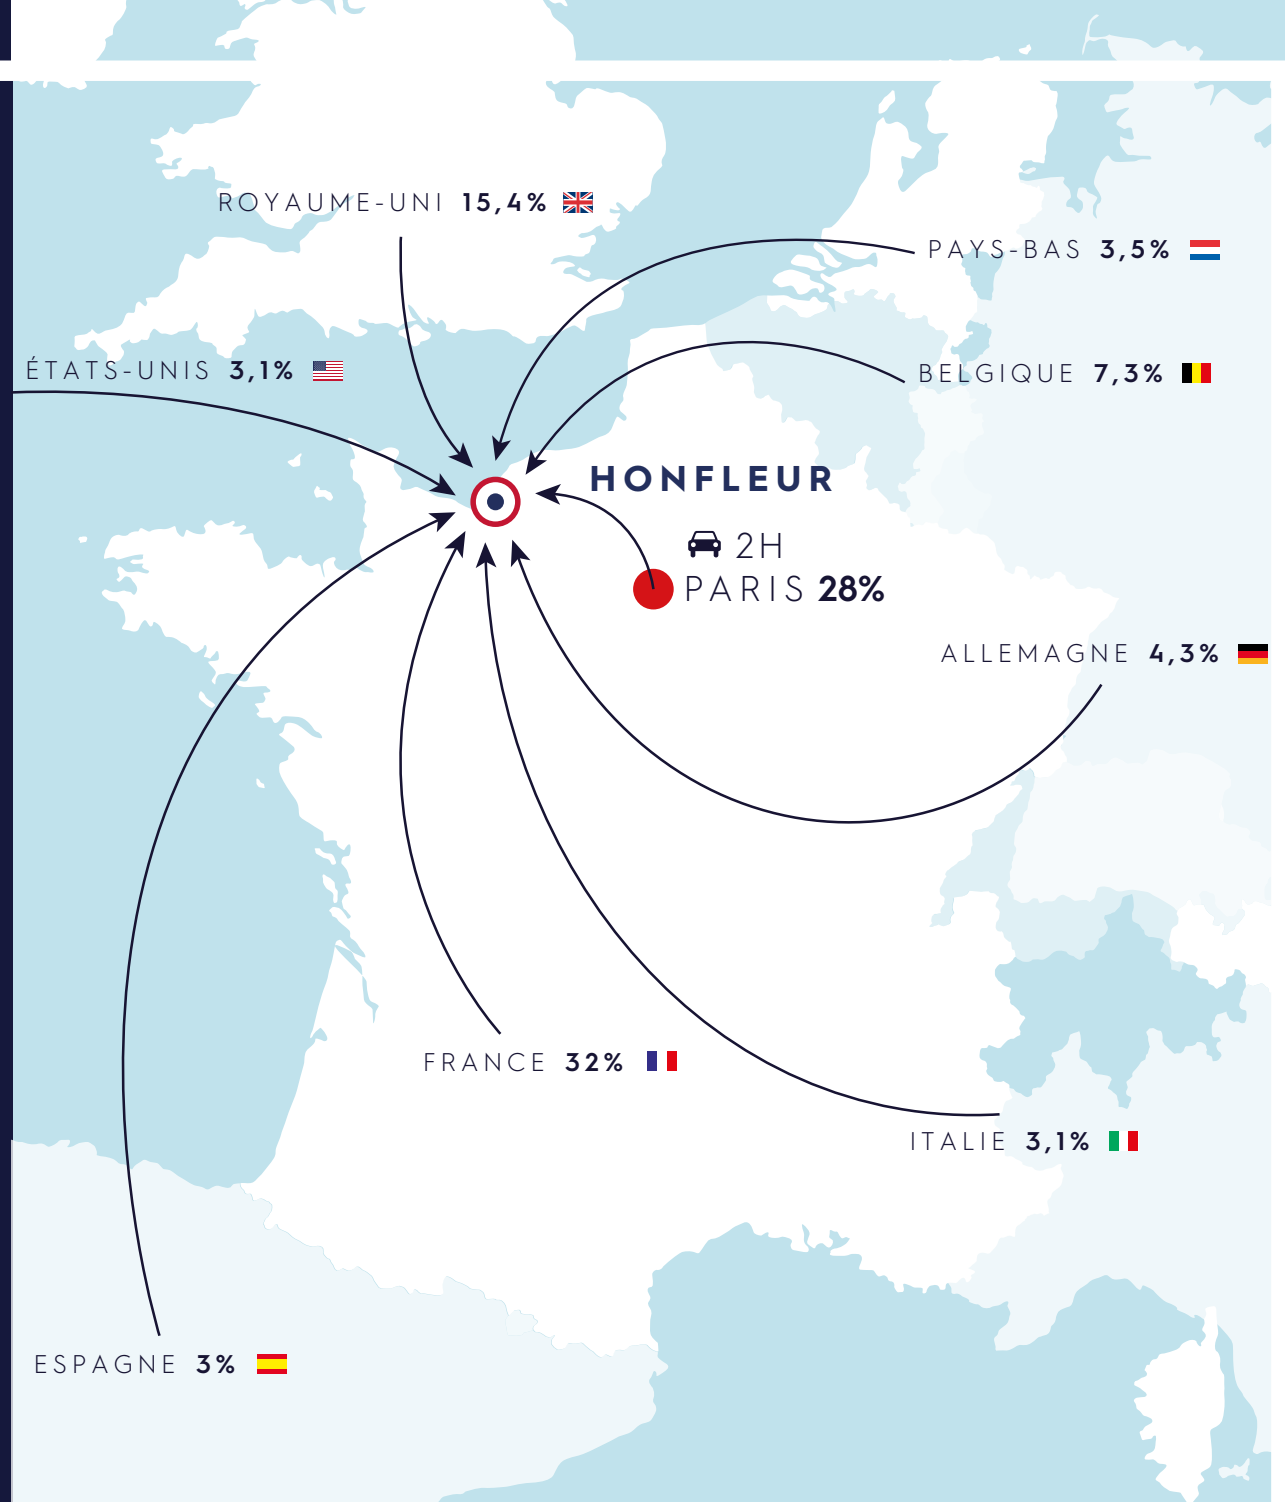 ROYAUME-UNI 15,4%
PAYS-BAS 3,5%
ÉTATS-UNIS 3,1%
BELGIQUE 7,3%
HONFLEUR
2H
PARIS 28%
ALLEMAGNE 4,3%
FRANCE 32%
ITALIE 3,1%
ESPAGNE 3%